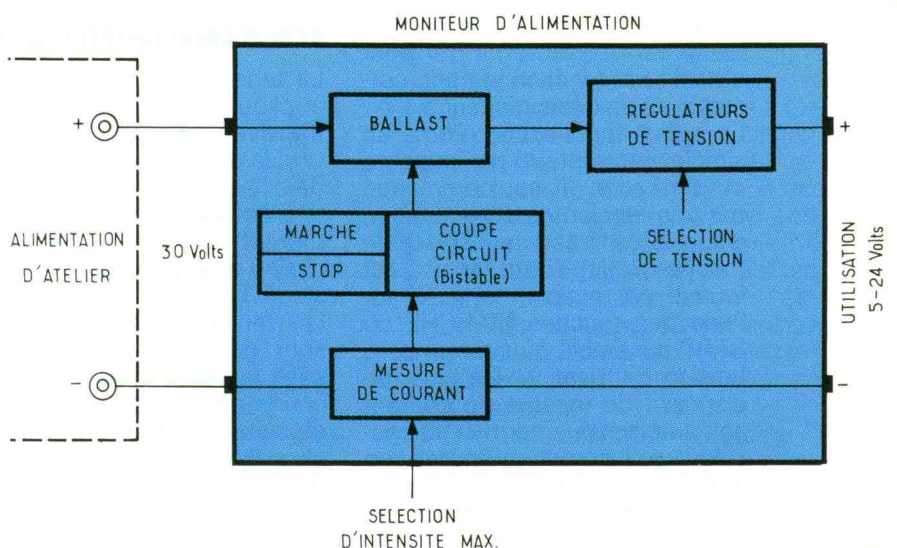 MONITEUR D'ALIMENTATION
+
BALLAST
REGULATEURS
DE TENSION
+
ALIMENTATION
D'ATELIER
30 Volts
MARCHE
STOP
COUPE
CIRCUIT
(Bistable)
SELECTION
DE TENSION
UTILISATION
5-24 Volts
-
MESURE
DE COURANT
-
SELECTION
D'INTENSITE MAX.